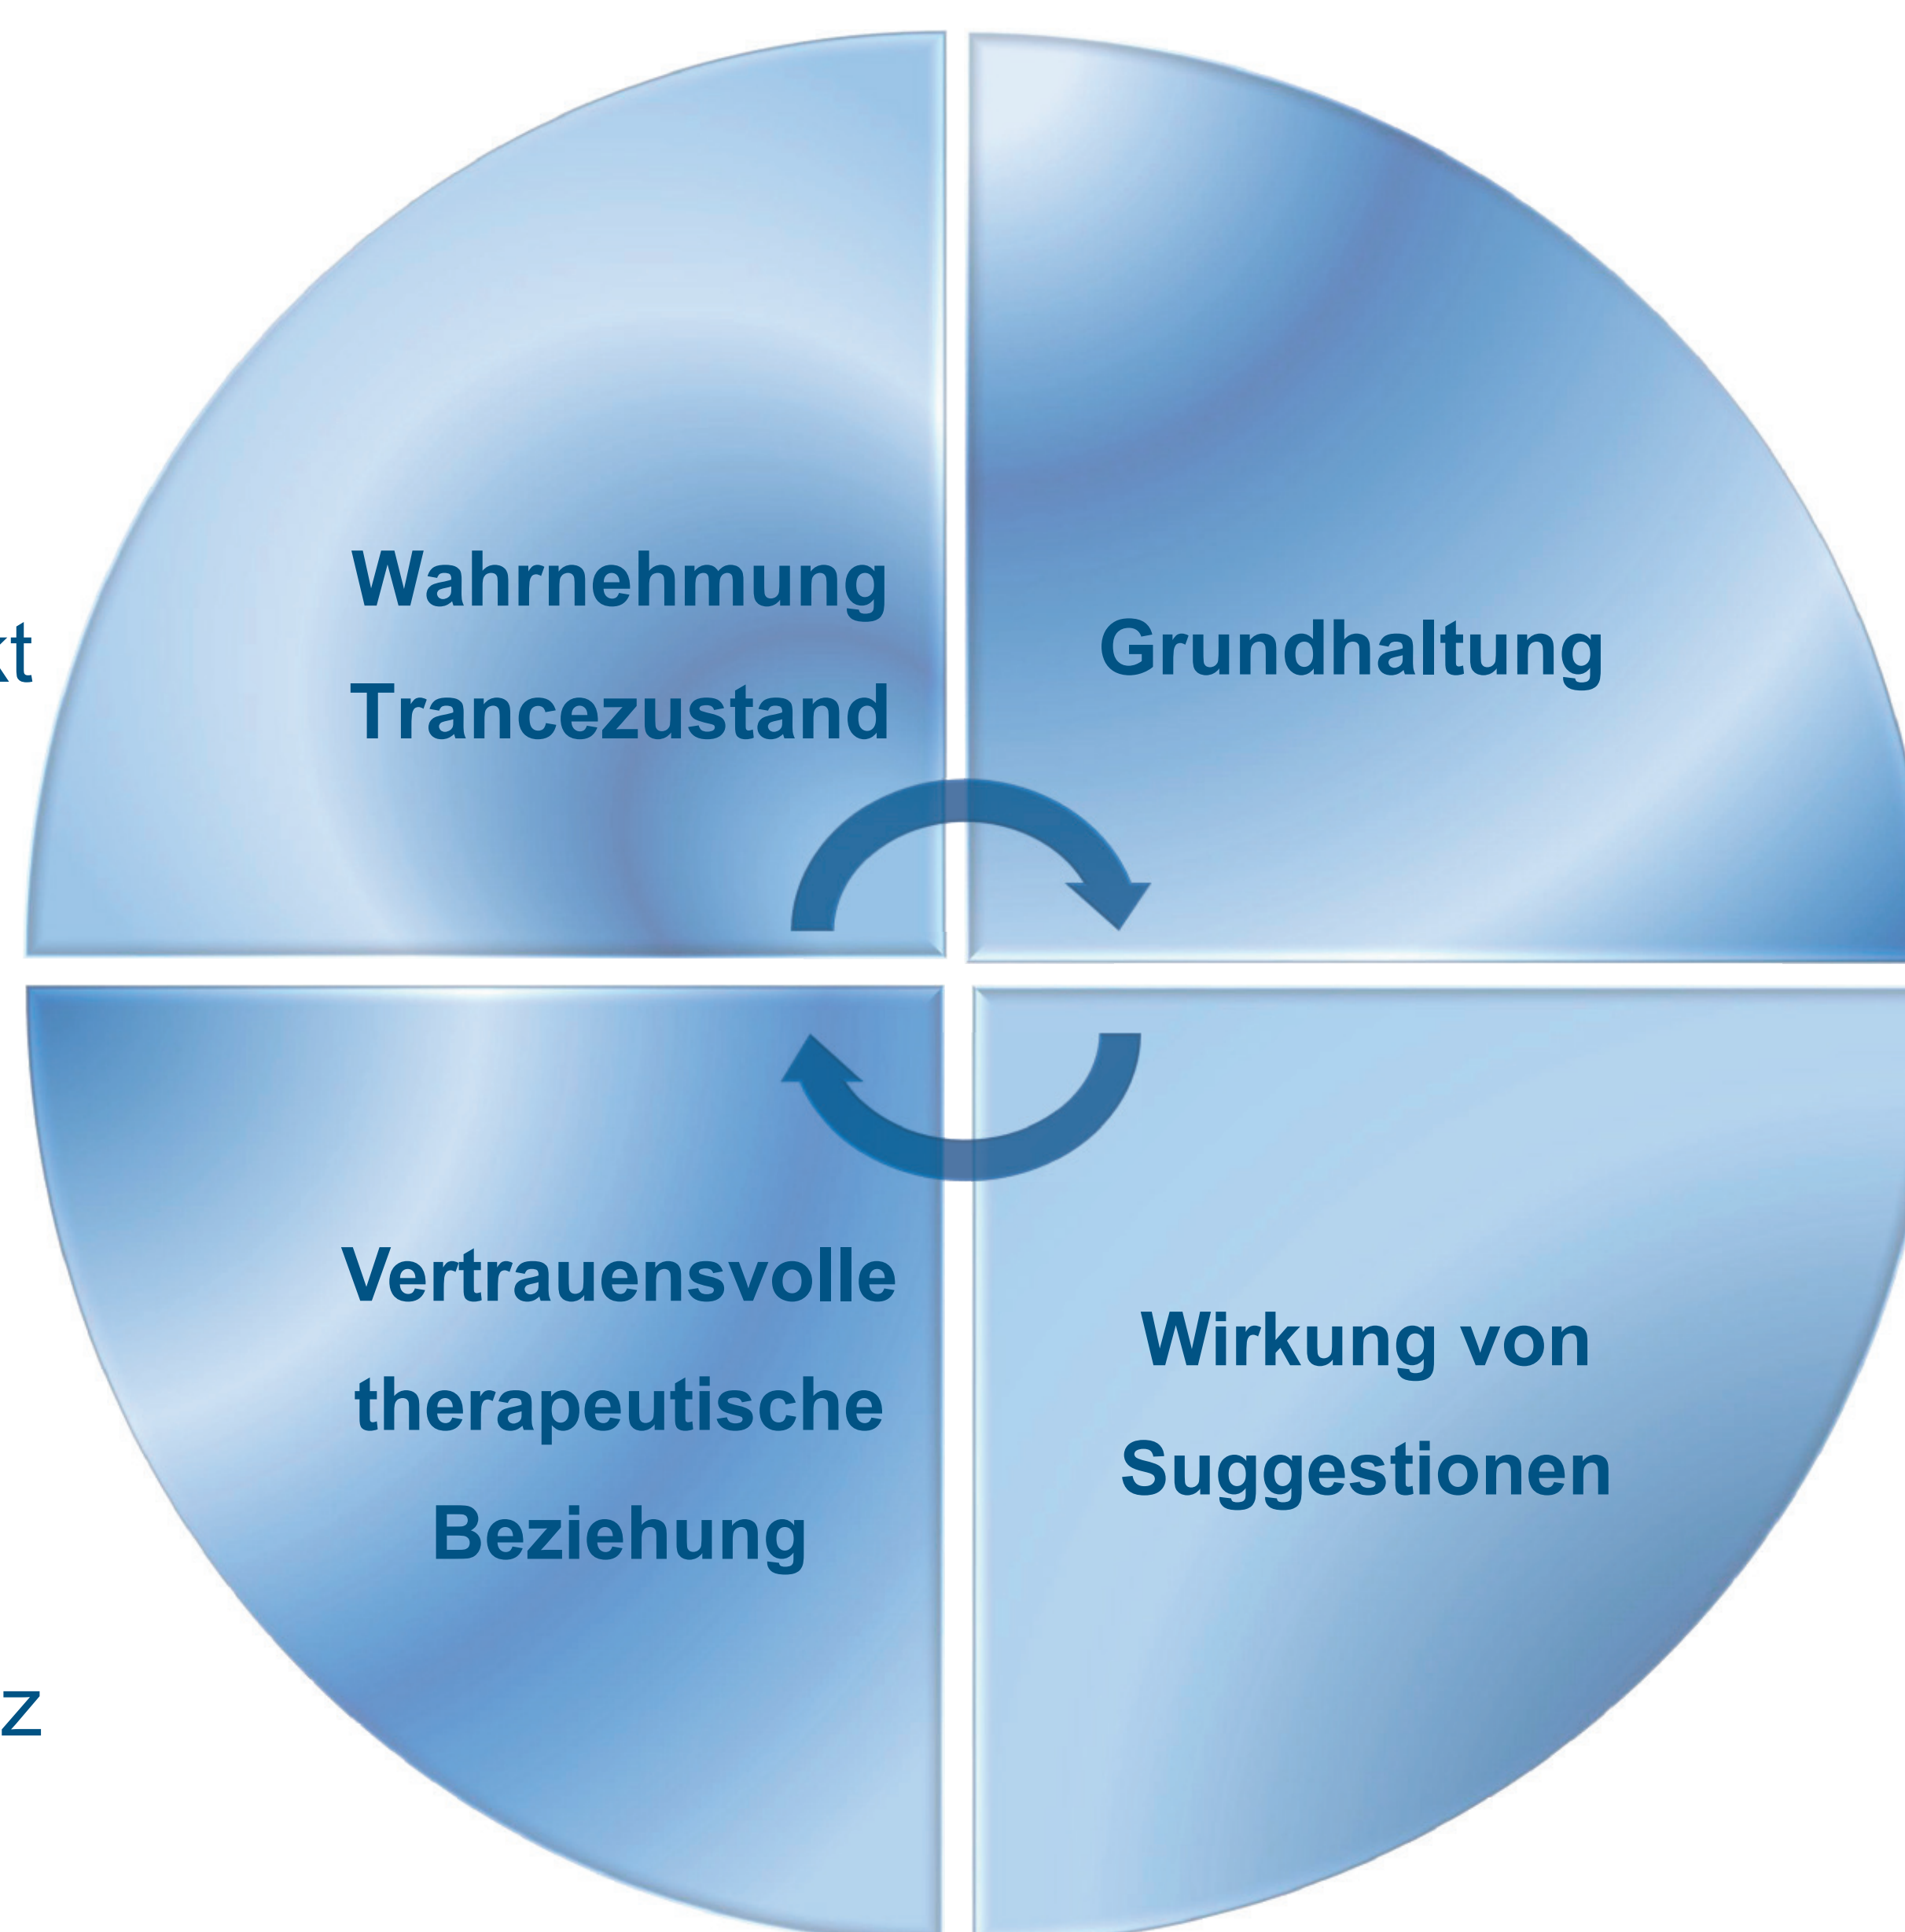 Wahrnehmung
Trancezustand
Grundhaltung
Vertrauensvolle
therapeutische
Beziehung
Wirkung von
Suggestionen